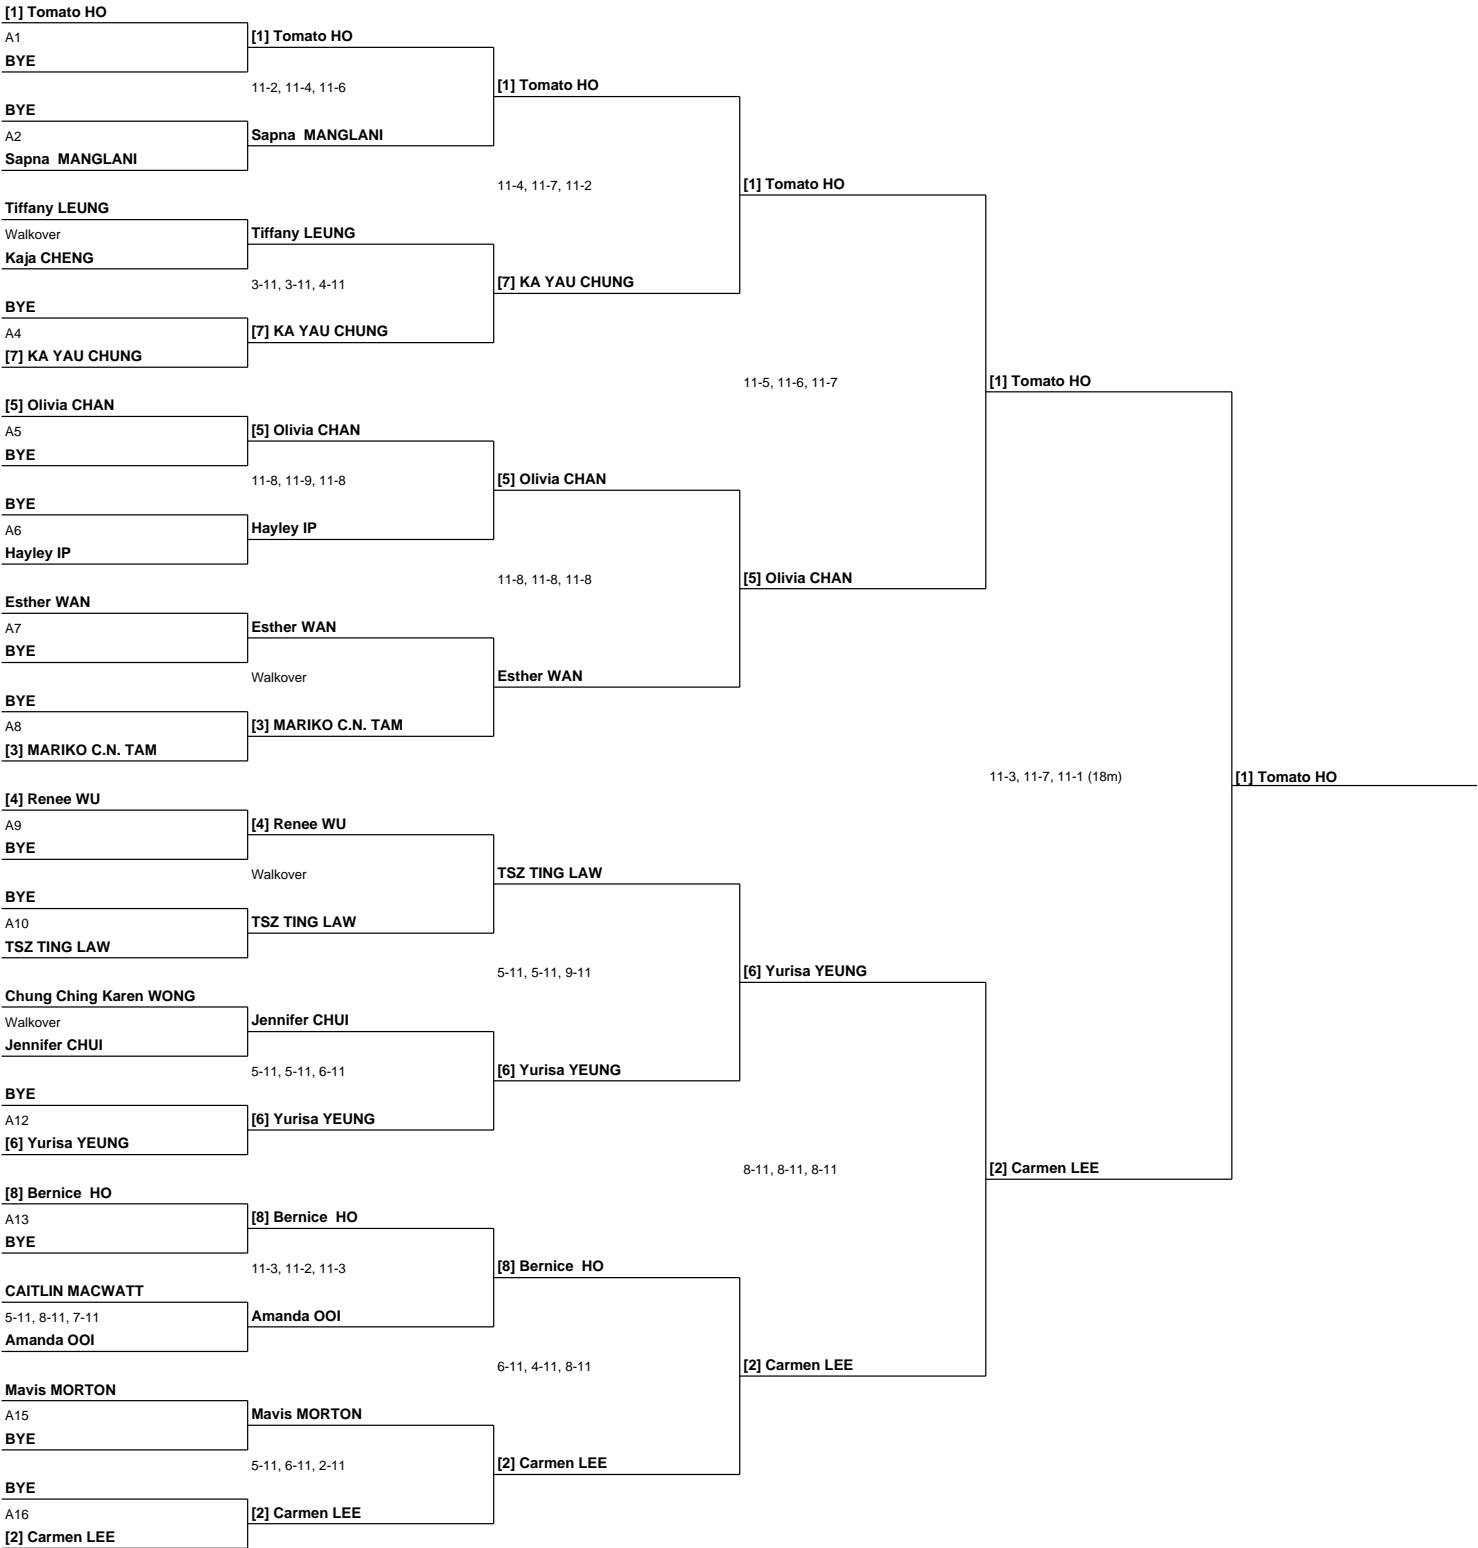 [1] Tomato HO
A1
BYE
BYE
A2
Sapna MANGLANI
Tiffany LEUNG
Walkover
Kaja CHENG
BYE
A4
[7] KA YAU CHUNG
[5] Olivia CHAN
A5
BYE
BYE
A6
Hayley IP
Esther WAN
A7
BYE
BYE
A8
[3] MARIKO C.N. TAM
[4] Renee WU
A9
BYE
BYE
A10
TSZ TING LAW
Chung Ching Karen WONG
Walkover
Jennifer CHUI
BYE
A12
[6] Yurisa YEUNG
[8] Bernice HO
A13
BYE
CAITLIN MACWATT
5-11, 8-11, 7-11
Amanda OOI
Mavis MORTON
A15
BYE
BYE
A16
[2] Carmen LEE
[1] Tomato HO
11-2, 11-4, 11-6
Sapna MANGLANI
Tiffany LEUNG
3-11, 3-11, 4-11
[7] KA YAU CHUNG
[5] Olivia CHAN
11-8, 11-9, 11-8
Hayley IP
Esther WAN
Walkover
[3] MARIKO C.N. TAM
[4] Renee WU
Walkover
TSZ TING LAW
Jennifer CHUI
5-11, 5-11, 6-11
[6] Yurisa YEUNG
[8] Bernice HO
11-3, 11-2, 11-3
Amanda OOI
Mavis MORTON
5-11, 6-11, 2-11
[2] Carmen LEE
[1] Tomato HO
11-4, 11-7, 11-2
[7] KA YAU CHUNG
[5] Olivia CHAN
11-8, 11-8, 11-8
Esther WAN
TSZ TING LAW
5-11, 5-11, 9-11
[6] Yurisa YEUNG
[8] Bernice HO
6-11, 4-11, 8-11
[2] Carmen LEE
[1] Tomato HO
11-5, 11-6, 11-7
[5] Olivia CHAN
[6] Yurisa YEUNG
8-11, 8-11, 8-11
[2] Carmen LEE
[1] Tomato HO
11-3, 11-7, 11-1 (18m)
[2] Carmen LEE
[1] Tomato HO